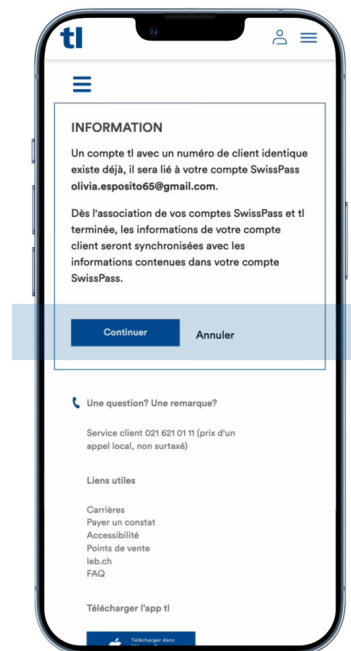 tl
INFORMATION
Un compte tl avec un numéro de client identique
existe déjà, il sera lié à votre compte SwissPass
olivia.esposito65@gmail.com.
Dès l'association de vos comptes SwissPass et tl
terminée, les informations de votre compte
client seront synchronisées avec les
informations contenues dans votre compte
SwissPass.
Continuer Annuler
Une question? Une remarque?
Service client 021 621 01 11 (prix d'un
appel local, non surtaxé)
Liens utiles
Carrières
Payer un constat
Accessibilité
Points de vente
leb.ch
FAQ
Télécharger l'app tl
Télécharger dans